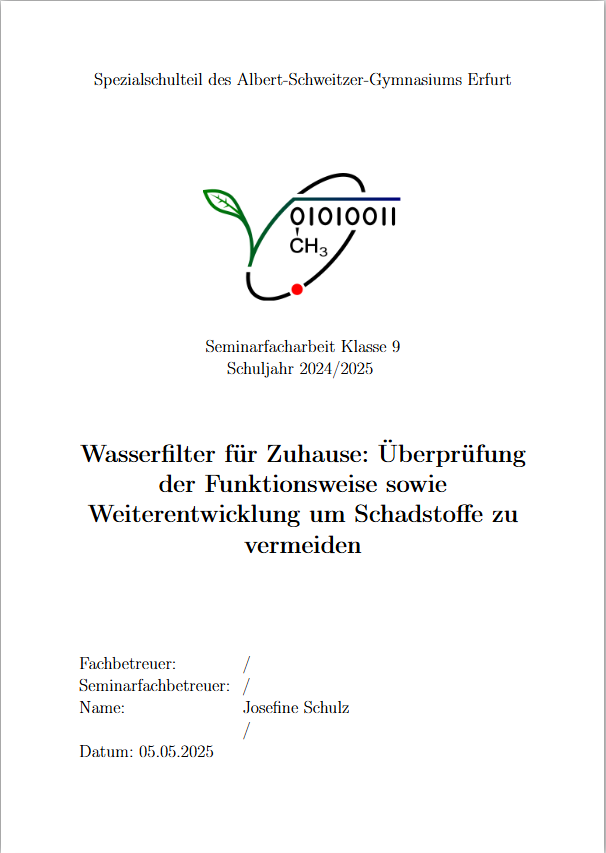 Spezialschulteil des Albert-Schweitzer-Gymnasiums Erfurt
01010011
CH₃
Seminarfacharbeit Klasse 9
Schuljahr 2024/2025
Wasserfilter für Zuhause: Überprüfung
der Funktionsweise sowie
Weiterentwicklung um Schadstoffe zu
vermeiden
Fachbetreuer: /
Seminarfachbetreuer: /
Name: Josefine Schulz
/
Datum: 05.05.2025